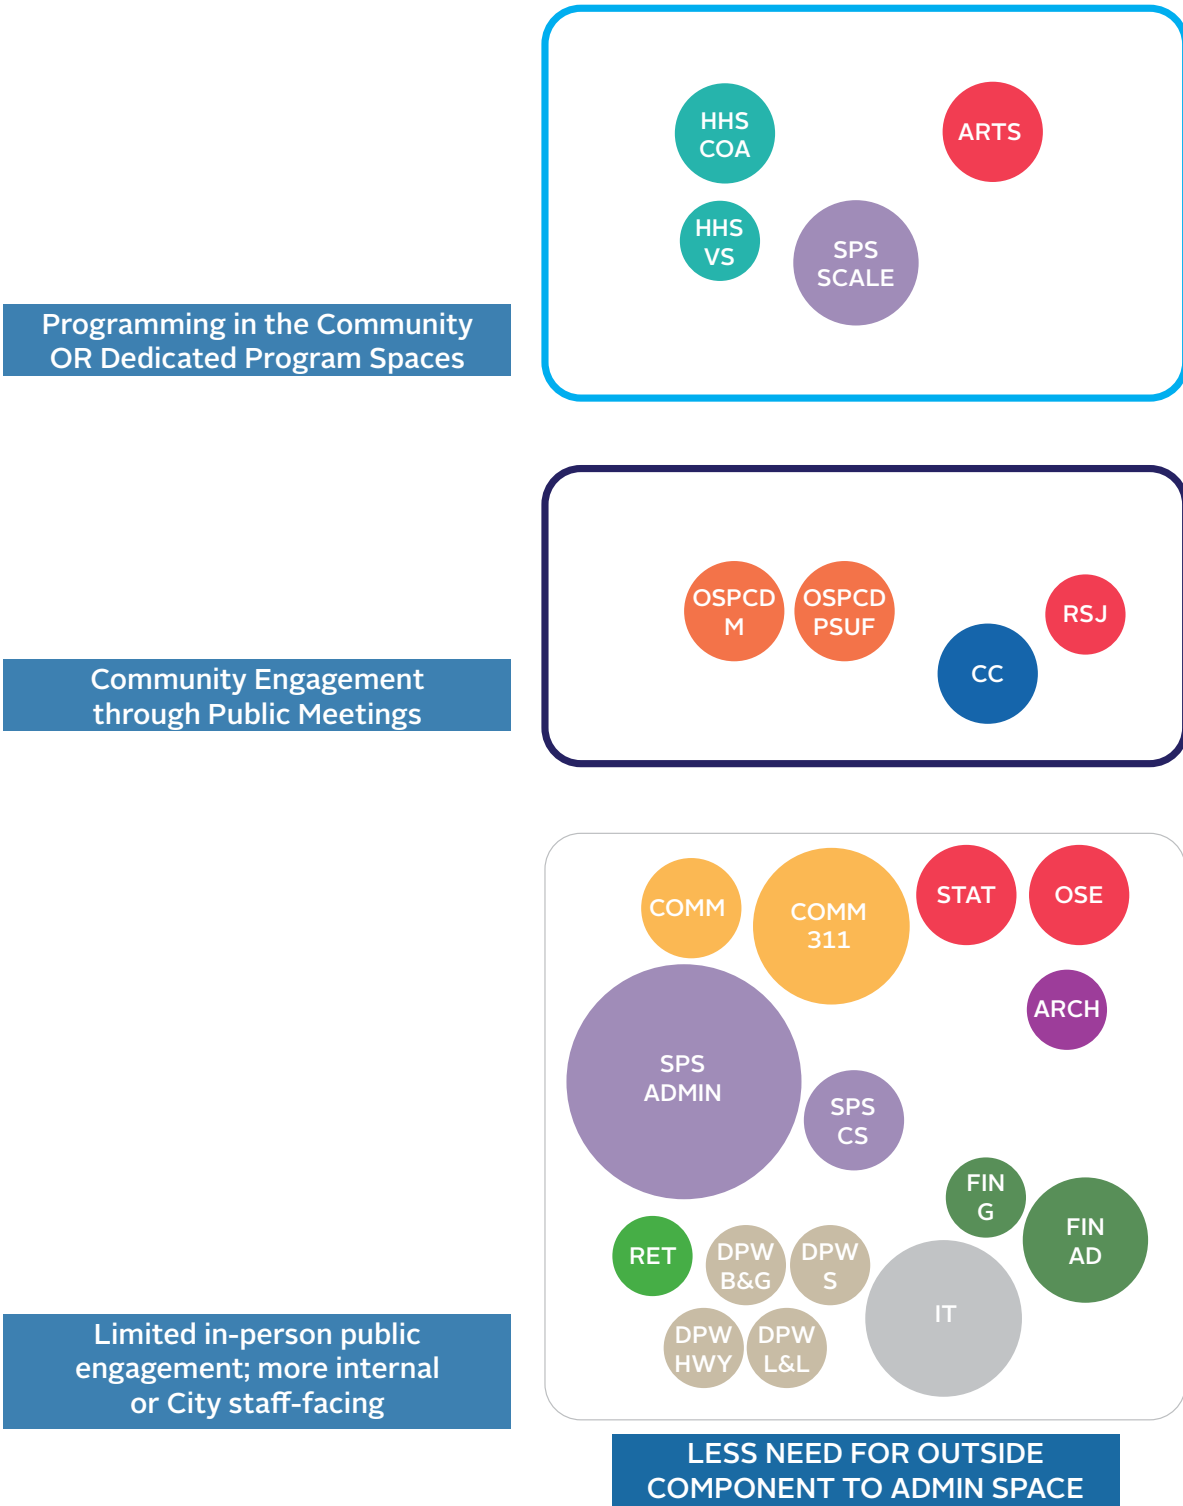 HHS
COA
ARTS
HHS
VS
SPS
SCALE
Programming in the Community
OR Dedicated Program Spaces
OSPCD
M
OSPCD
PSUF
RSJ
CC
Community Engagement
through Public Meetings
COMM
COMM
311
STAT
OSE
ARCH
SPS
ADMIN
SPS
CS
FIN
G
FIN
AD
RET
DPW
B&G
DPW
S
IT
DPW
HWY
DPW
L&L
Limited in-person public
engagement; more internal
or City staff-facing
LESS NEED FOR OUTSIDE
COMPONENT TO ADMIN SPACE